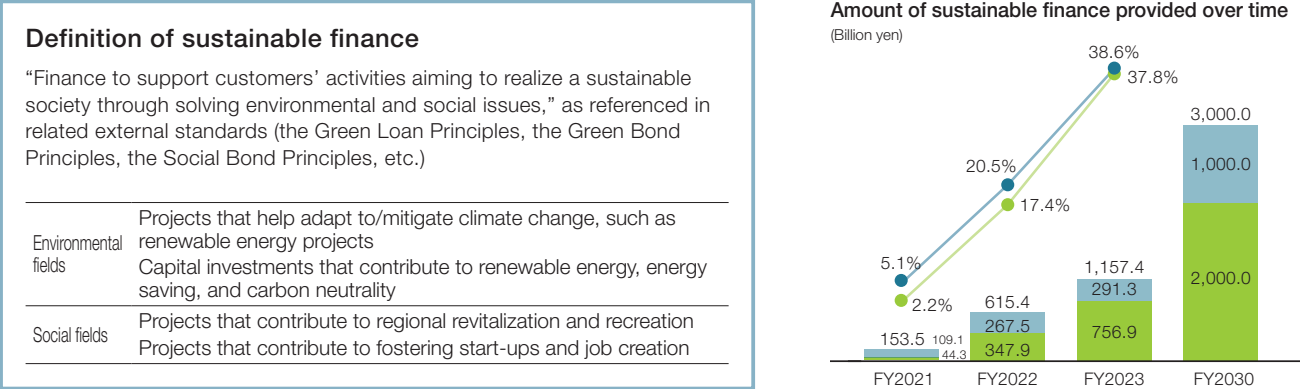 Definition of sustainable finance
“Finance to support customers’ activities aiming to realize a sustainable
society through solving environmental and social issues,” as referenced in
related external standards (the Green Loan Principles, the Green Bond
Principles, the Social Bond Principles, etc.)
Environmental
fields
Projects that help adapt to/mitigate climate change, such as
renewable energy projects
Capital investments that contribute to renewable energy, energy
saving, and carbon neutrality
Social fields
Projects that contribute to regional revitalization and recreation
Projects that contribute to fostering start-ups and job creation
Amount of sustainable finance provided over time
(Billion yen)
38.6%
37.8%
3,000.0
20.5%
1,000.0
17.4%
5.1%
1,157.4
2.2%
291.3
2,000.0
615.4
153.5
109.1
267.5
756.9
44.3
347.9
FY2021
FY2022
FY2023
FY2030